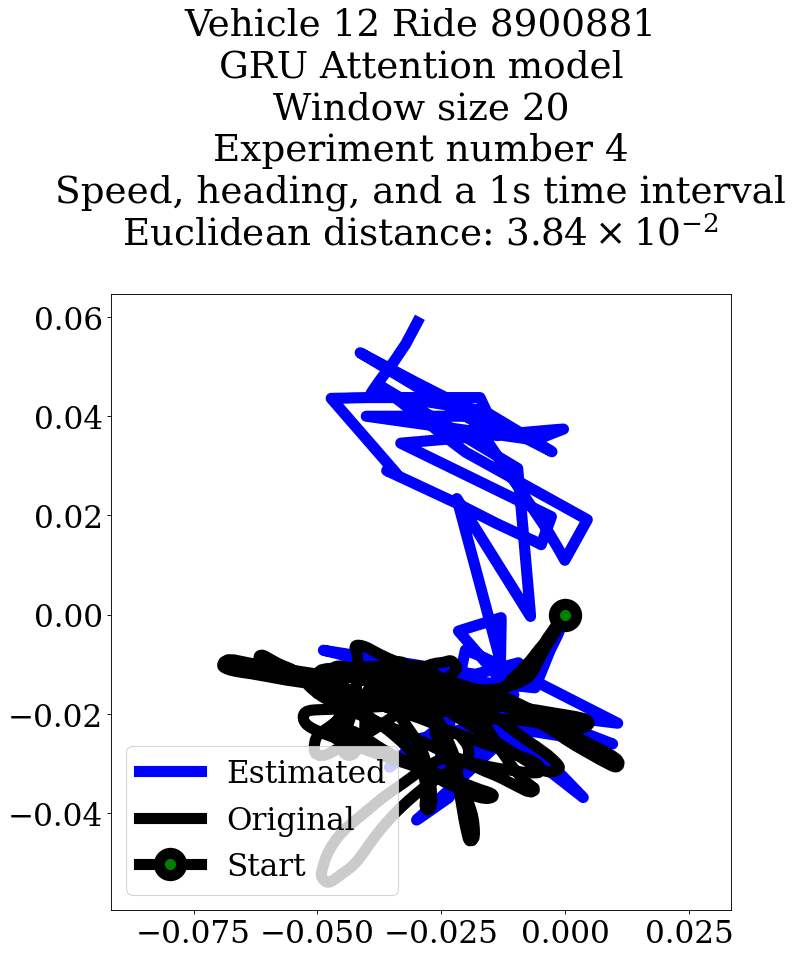 Vehicle 12 Ride 8900881
GRU Attention model
Window size 20
Experiment number 4
Speed, heading, and a 1s time interval
Euclidean distance: 3.84 × 10⁻²
0.06
0.04
0.02
0.00
−0.02
−0.04
Estimated
Original
Start
−0.075 −0.050 −0.025 0.000 0.025